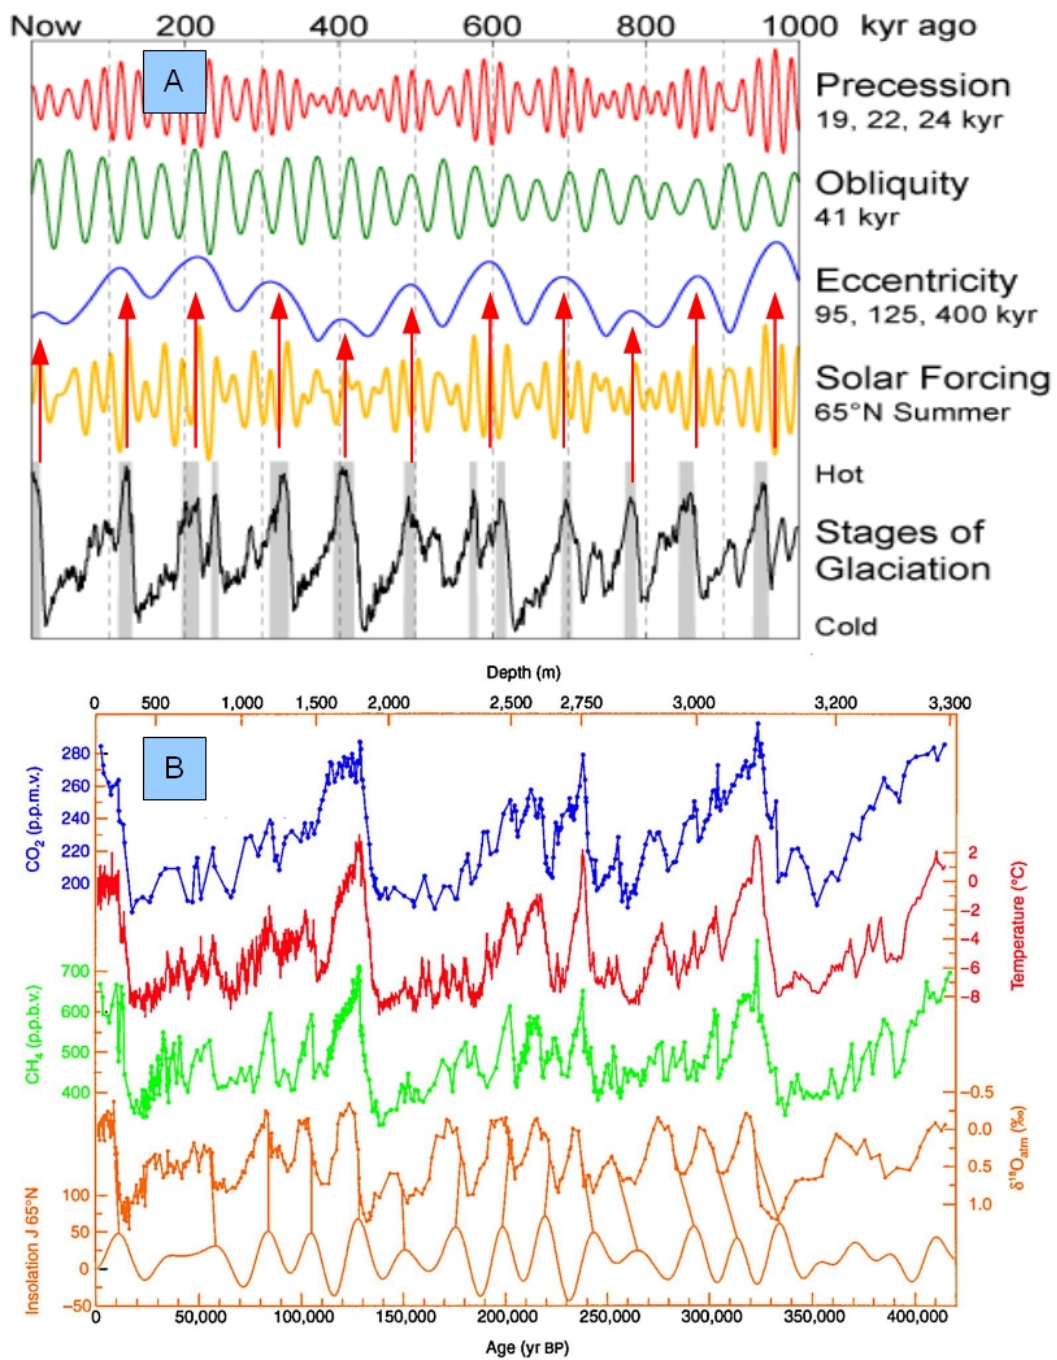 Now 200 400 600 800 1000 kyr ago
A
Precession
19, 22, 24 kyr
Obliquity
41 kyr
Eccentricity
95, 125, 400 kyr
Solar Forcing
65°N Summer
Hot
Stages of
Glaciation
Cold
Depth (m)
0 500 1,000 1,500 2,000 2,500 2,750 3,000 3,200 3,300
B
CO₂ (p.p.m.v.)
280
260
240
220
200
Temperature (°C)
2
0
−2
−4
−6
−8
CH₄ (p.p.b.v.)
700
600
500
400
δ¹⁸Oatm (‰)
−0.5
0.0
0.5
1.0
Insolation J 65°N
100
50
0
−50
0 50,000 100,000 150,000 200,000 250,000 300,000 350,000 400,000
Age (yr BP)